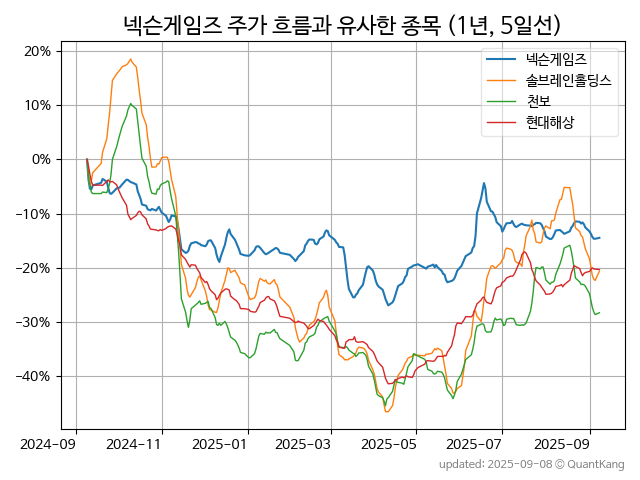 넥슨게임즈 주가 흐름과 유사한 종목 (1년, 5일선)
넥슨게임즈
솔브레인홀딩스
천보
현대해상
20%
10%
0%
−10%
−20%
−30%
−40%
2024-09
2024-11
2025-01
2025-03
2025-05
2025-07
2025-09
updated: 2025-09-08 © QuantKang